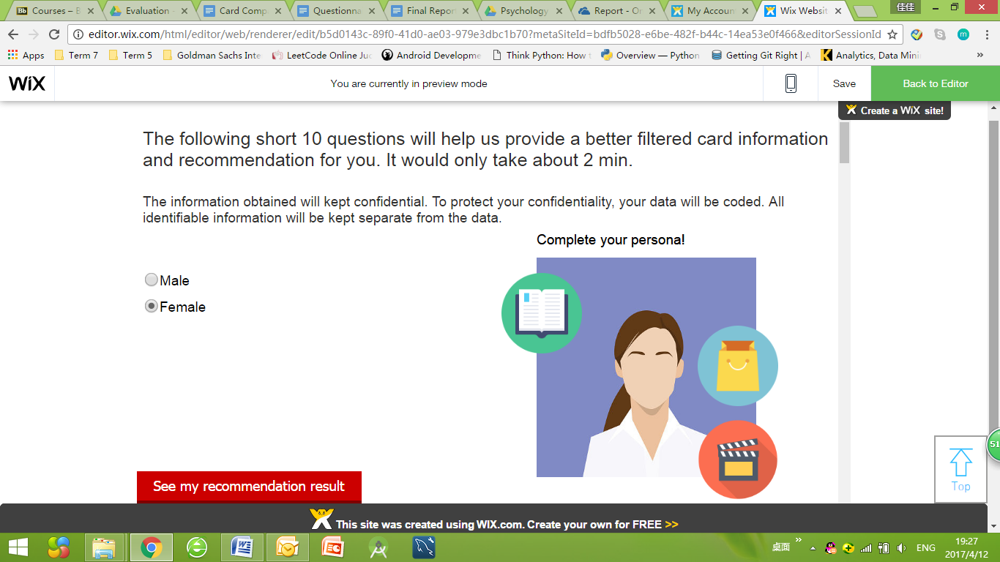 Courses – B
Evaluation -
Card Comp
Questionna
Final Report
Psychology
Report - On
My Account
Wix Websit
佳佳
editor.wix.com/html/editor/web/renderer/edit/b5d0143c-89f0-41d0-ae03-979e3dbc1b70?metaSiteId=bdfb5028-e6be-482f-b44c-14ea53e0f466&editorSessionId
Apps
Term 7
Term 5
Goldman Sachs Inte
LeetCode Online Juc
Android Developme
Think Python: How t
Overview — Python
Getting Git Right | A
Analytics, Data Mini
»
WiX
You are currently in preview mode
Save
Back to Editor
Create a WiX site!
The following short 10 questions will help us provide a better filtered card information
and recommendation for you. It would only take about 2 min.
The information obtained will kept confidential. To protect your confidentiality, your data will be coded. All
identifiable information will be kept separate from the data.
Complete your persona!
Male
Female
See my recommendation result
51
Top
This site was created using WIX.com. Create your own for FREE >>
桌面
»
ENG
19:27
2017/4/12